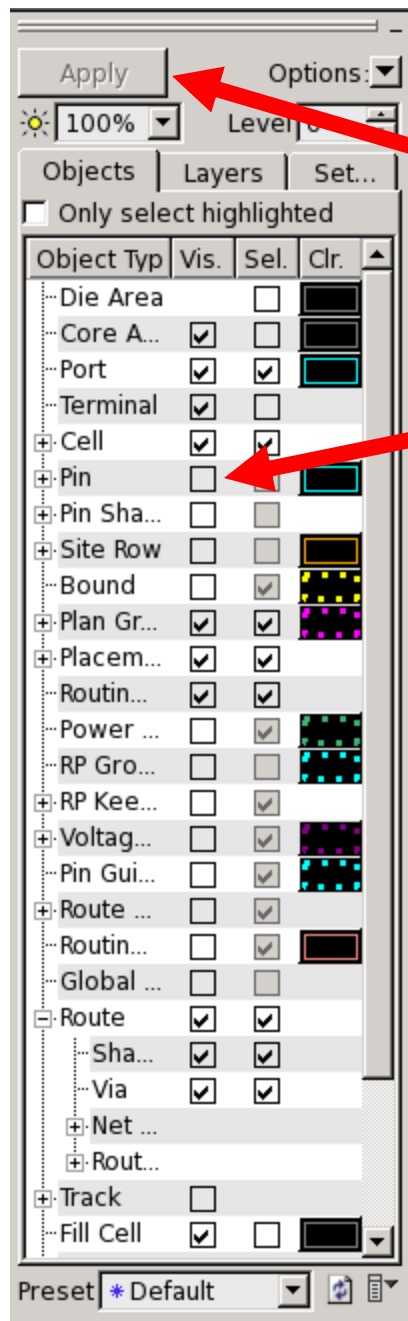 Apply Options:
100% Level
Objects Layers Set...
Only select highlighted
Object Typ Vis. Sel. Clr.
Die Area
Core A...
Port
Terminal
Cell
Pin
Pin Sha...
Site Row
Bound
Plan Gr...
Placem...
Routin...
Power ...
RP Gro...
RP Kee...
Voltag...
Pin Gui...
Route ...
Routin...
Global ...
Route
Sha...
Via
Net ...
Rout...
Track
Fill Cell
Preset * Default